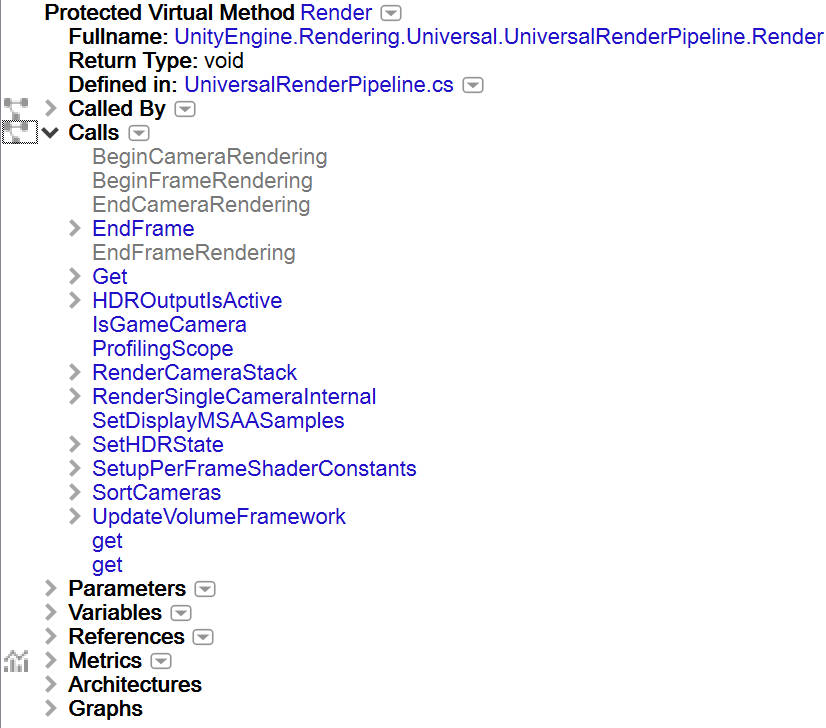 Protected Virtual Method Render
Fullname: UnityEngine.Rendering.Universal.UniversalRenderPipeline.Render
Return Type: void
Defined in: UniversalRenderPipeline.cs
Called By
Calls
BeginCameraRendering
BeginFrameRendering
EndCameraRendering
EndFrame
EndFrameRendering
Get
HDROutputIsActive
IsGameCamera
ProfilingScope
RenderCameraStack
RenderSingleCameraInternal
SetDisplayMSAASamples
SetHDRState
SetupPerFrameShaderConstants
SortCameras
UpdateVolumeFramework
get
get
Parameters
Variables
References
Metrics
Architectures
Graphs